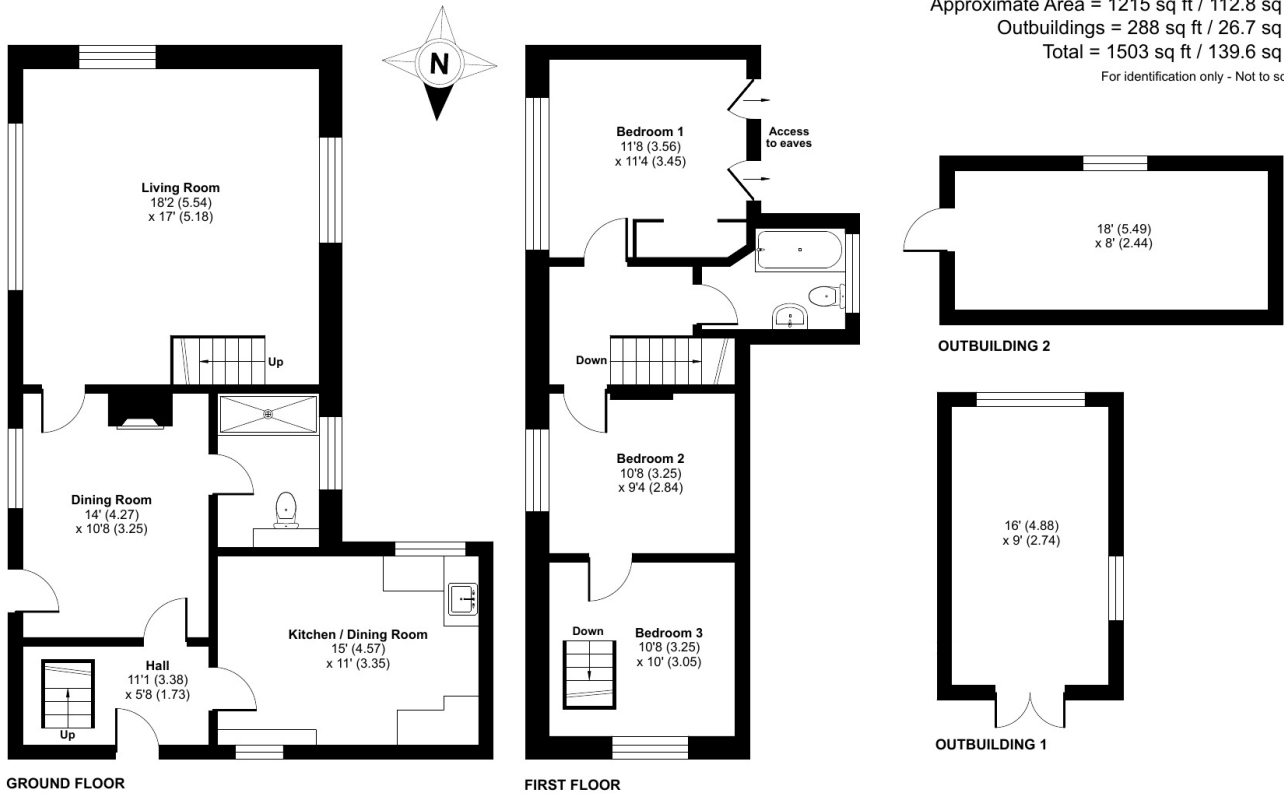 Approximate Area = 1215 sq ft / 112.8 sq
Outbuildings = 288 sq ft / 26.7 sq
Total = 1503 sq ft / 139.6 sq
For identification only - Not to sc
N
Living Room
18'2 (5.54)
x 17' (5.18)
Up
Dining Room
14' (4.27)
x 10'8 (3.25)
Kitchen / Dining Room
15' (4.57)
x 11' (3.35)
Hall
11'1 (3.38)
x 5'8 (1.73)
Up
GROUND FLOOR
Bedroom 1
11'8 (3.56)
x 11'4 (3.45)
Access
to eaves
Down
Bedroom 2
10'8 (3.25)
x 9'4 (2.84)
Down
Bedroom 3
10'8 (3.25)
x 10' (3.05)
FIRST FLOOR
18' (5.49)
x 8' (2.44)
OUTBUILDING 2
16' (4.88)
x 9' (2.74)
OUTBUILDING 1